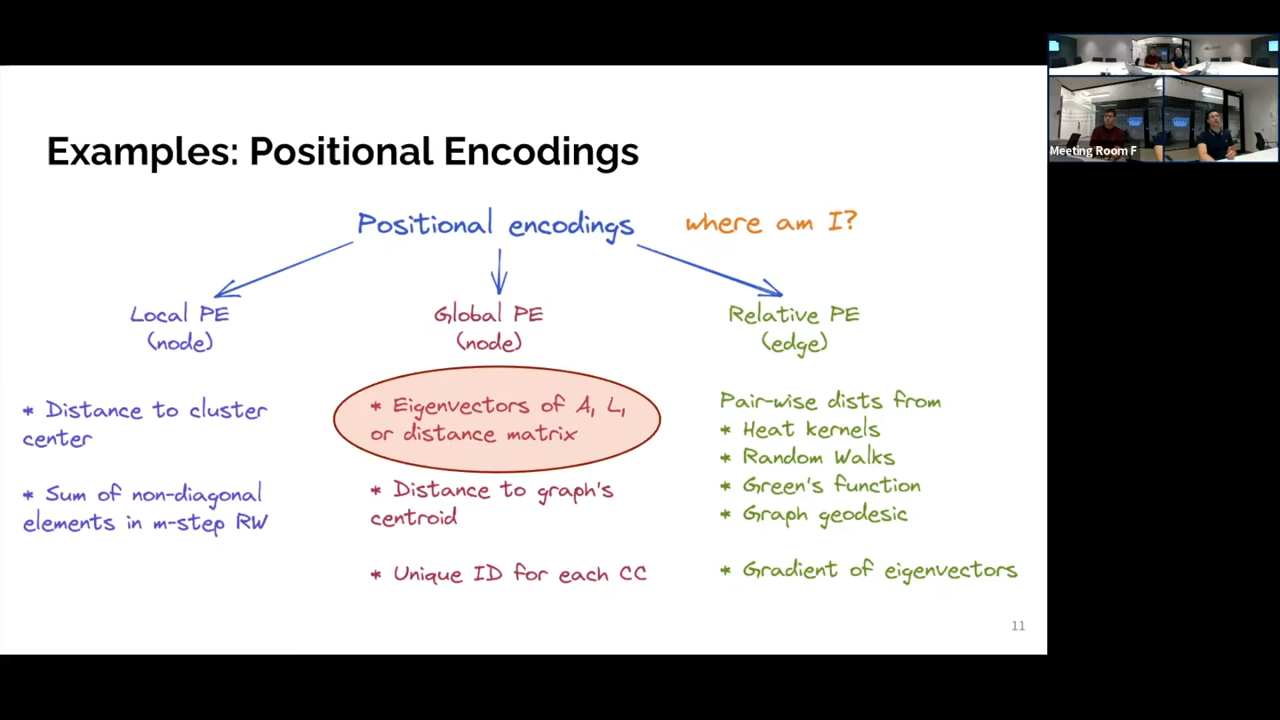 Examples: Positional Encodings
Positional encodings
where am I?
Local PE
(node)
* Distance to cluster
center
* Sum of non-diagonal
elements in m-step RW
Global PE
(node)
* Eigenvectors of A, L,
or distance matrix
* Distance to graph's
centroid
* Unique ID for each CC
Relative PE
(edge)
Pair-wise dists from
* Heat kernels
* Random Walks
* Green's function
* Graph geodesic
* Gradient of eigenvectors
11
Meeting Room F